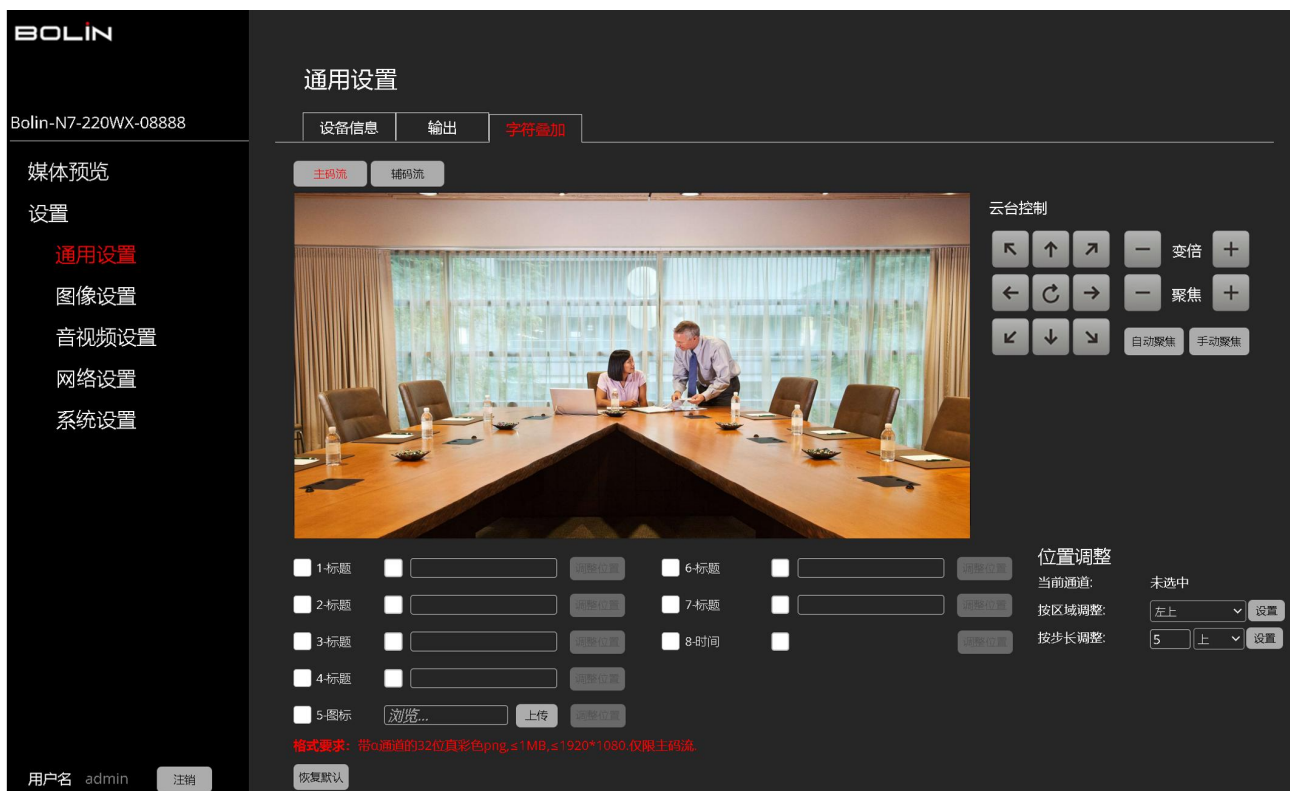 BOLIN
Bolin-N7-220WX-08888
媒体预览
设置
通用设置
图像设置
音视频设置
网络设置
系统设置
用户名 admin 注销
通用设置
设备信息 输出 字符叠加
主码流 辅码流
云台控制
变倍
聚焦
自动聚焦 手动聚焦
1-标题 调整位置 6-标题 调整位置
2-标题 调整位置 7-标题 调整位置
3-标题 调整位置 8-时间 调整位置
4-标题 调整位置
5-图标 浏览... 上传 调整位置
格式要求: 带α通道的32位真彩色png,≤1MB,≤1920*1080.仅限主码流.
恢复默认
位置调整
当前通道: 未选中
按区域调整: 左上 设置
按步长调整: 5 上 设置